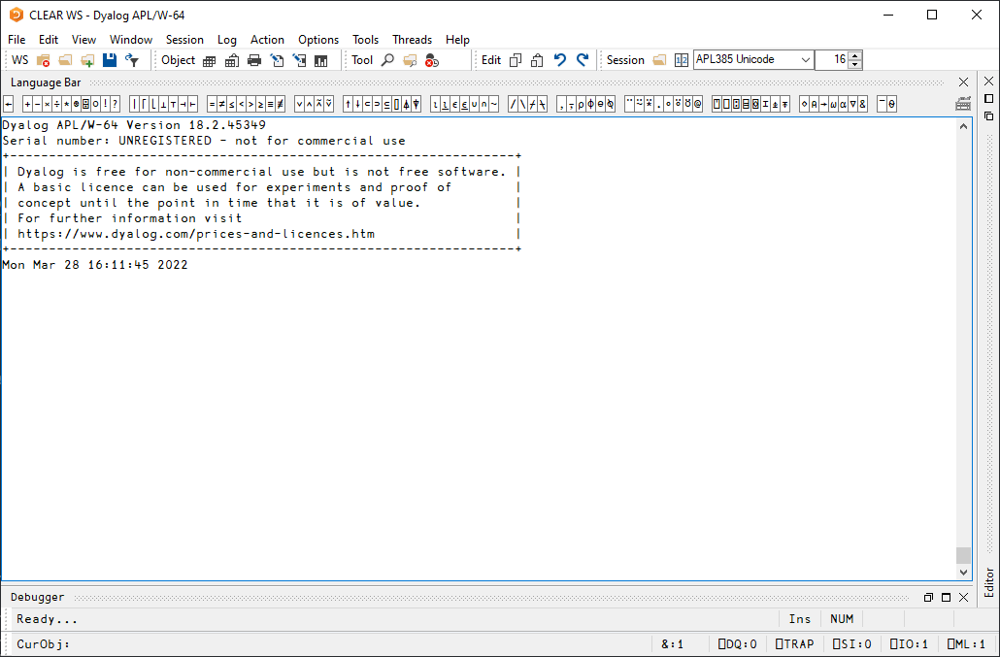 CLEAR WS - Dyalog APL/W-64
File Edit View Window Session Log Action Options Tools Threads Help
WS Object Tool Edit Session APL385 Unicode 16
Language Bar
← + - × ÷ * ⍟ ⌹ ○ ! ? | ⌈ ⌊ ⊥ ⊤ ⊣ ⊢ = ≠ ≤ < > ≥ ≡ ≢ ∨ ∧ ⍲ ⍱ ↑ ↓ ⊂ ⊃ ⊆ ⌷ ⍋ ⍒ ⍳ ⍸ ∊ ⍷ ∪ ∩ ~ / \ ⌿ ⍀ , ⍪ ⍴ ⌽ ⊖ ⍉ ¨ ⍨ ⍣ . ∘ ⍤ ⍥ @ ⍞ ⎕ ⍠ ⌸ ⌺ ⌶ ⍎ ⍕ ⋄ ⍝ → ⍵ ⍺ ∇ & ¯ ⍬
Dyalog APL/W-64 Version 18.2.45349
Serial number: UNREGISTERED - not for commercial use
+----------------------------------------------------------------+
| Dyalog is free for non-commercial use but is not free software. |
| A basic licence can be used for experiments and proof of |
| concept until the point in time that it is of value. |
| For further information visit |
| https://www.dyalog.com/prices-and-licences.htm |
+----------------------------------------------------------------+
Mon Mar 28 16:11:45 2022
Editor
Debugger
Ready... Ins NUM
CurObj: &:1 ⎕DQ:0 ⎕TRAP ⎕SI:0 ⎕IO:1 ⎕ML:1